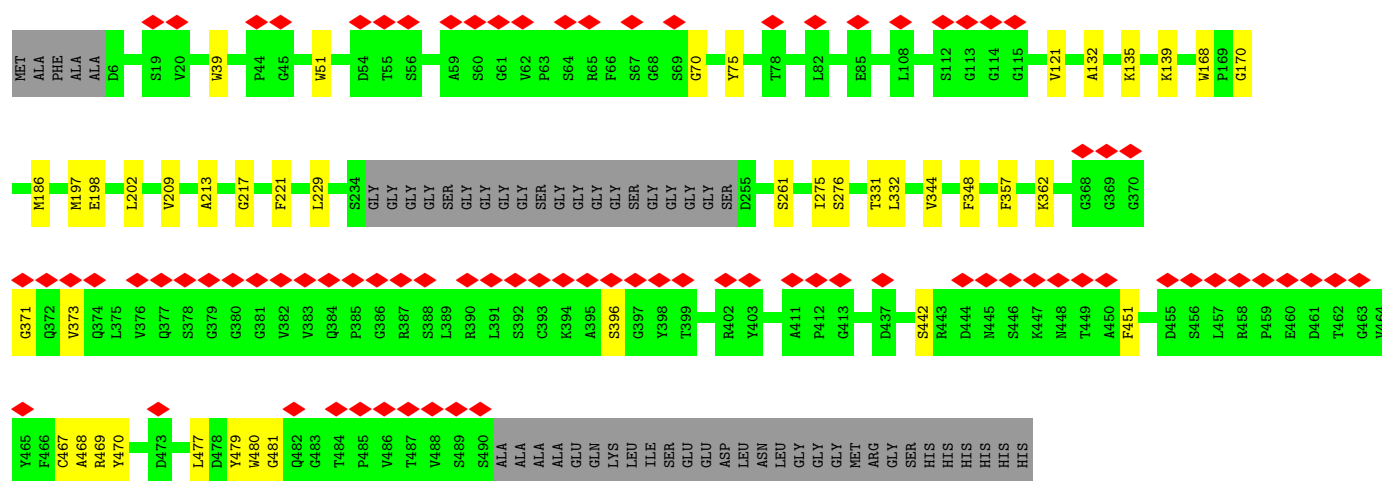 MET ALA PHE ALA ALA D6 S19 V20 W39 P44 G45 W51 D54 T55 S56 A59 S60 G61 V62 P63 S64 R65 F66 S67 G68 S69 G70 Y75 T78 L82 E85 L108 S112 G113 G114 G115 V121 A132 K135 K139 W168 P169 G170
M186 M197 E198 L202 V209 A213 G217 F221 L229 S234 GLY GLY GLY GLY SER GLY GLY GLY GLY SER GLY GLY GLY GLY SER GLY GLY GLY GLY SER D255 S261 I275 S276 T331 L332 V344 F348 F357 K362 G368 G369 G370
G371 Q372 V373 Q374 L375 V376 Q377 S378 G379 G380 G381 V382 V383 Q384 P385 G386 R387 S388 L389 R390 L391 S392 C393 K394 A395 S396 G397 Y398 T399 R402 Y403 A411 P412 G413 D437 S442 R443 D444 N445 S446 K447 N448 T449 A450 F451 D455 S456 L457 R458 P459 E460 D461 T462 G463 V464
Y465 F466 C467 A468 R469 Y470 D473 L477 D478 Y479 W480 G481 Q482 G483 T484 P485 V486 T487 V488 S489 S490 ALA ALA ALA ALA GLU GLN LYS LEU ILE SER GLU GLU ASP LEU ASN LEU GLY GLY GLY MET ARG GLY SER HIS HIS HIS HIS HIS HIS HIS